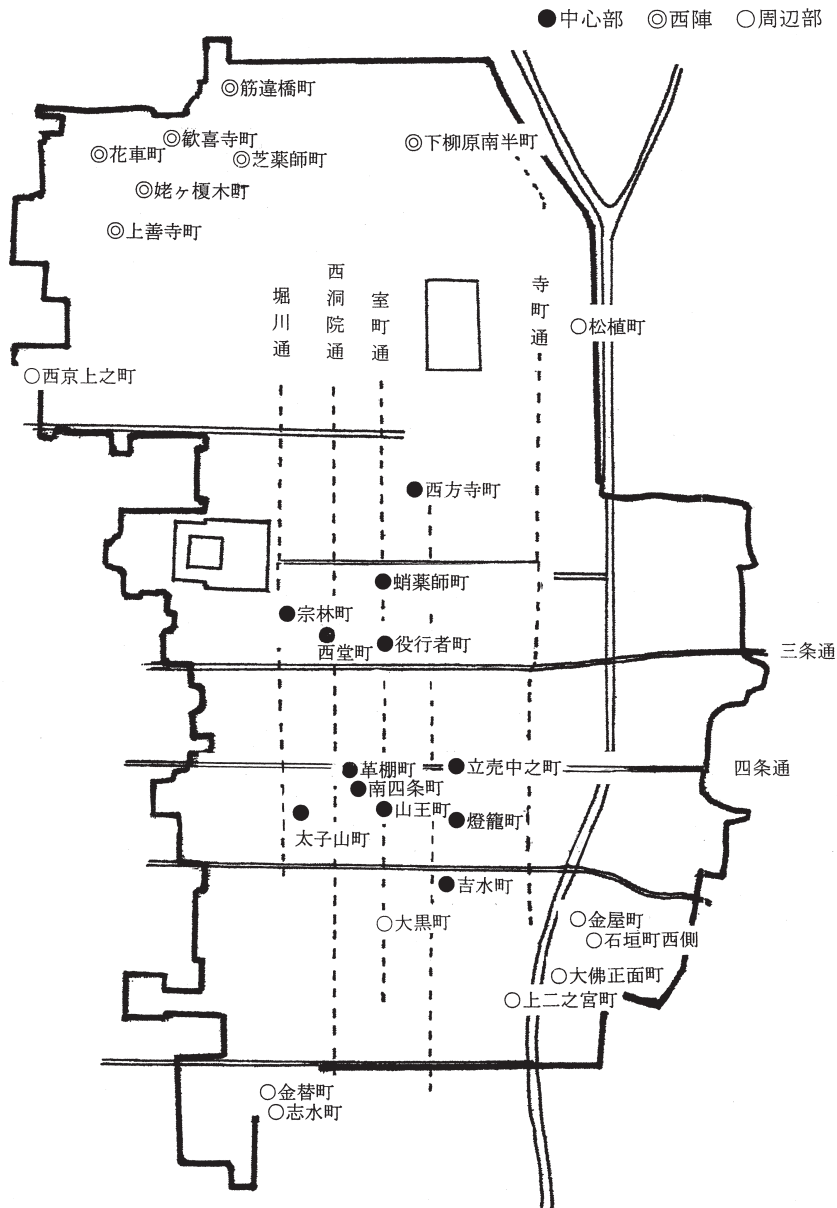 ●中心部 ◎西陣 ○周辺部
◎筋違橋町
◎歓喜寺町
◎下柳原南半町
◎花車町
◎芝薬師町
◎姥ヶ榎木町
◎上善寺町
堀川通
西洞院通
室町通
寺町通
○松植町
○西京上之町
●西方寺町
●蛸薬師町
●宗林町
●西堂町
●役行者町
三条通
●革棚町
●立売中之町
四条通
●南四条町
●山王町
●燈籠町
●太子山町
●吉水町
○大黒町
○金屋町
○石垣町西側
○大佛正面町
○上二之宮町
○金替町
○志水町